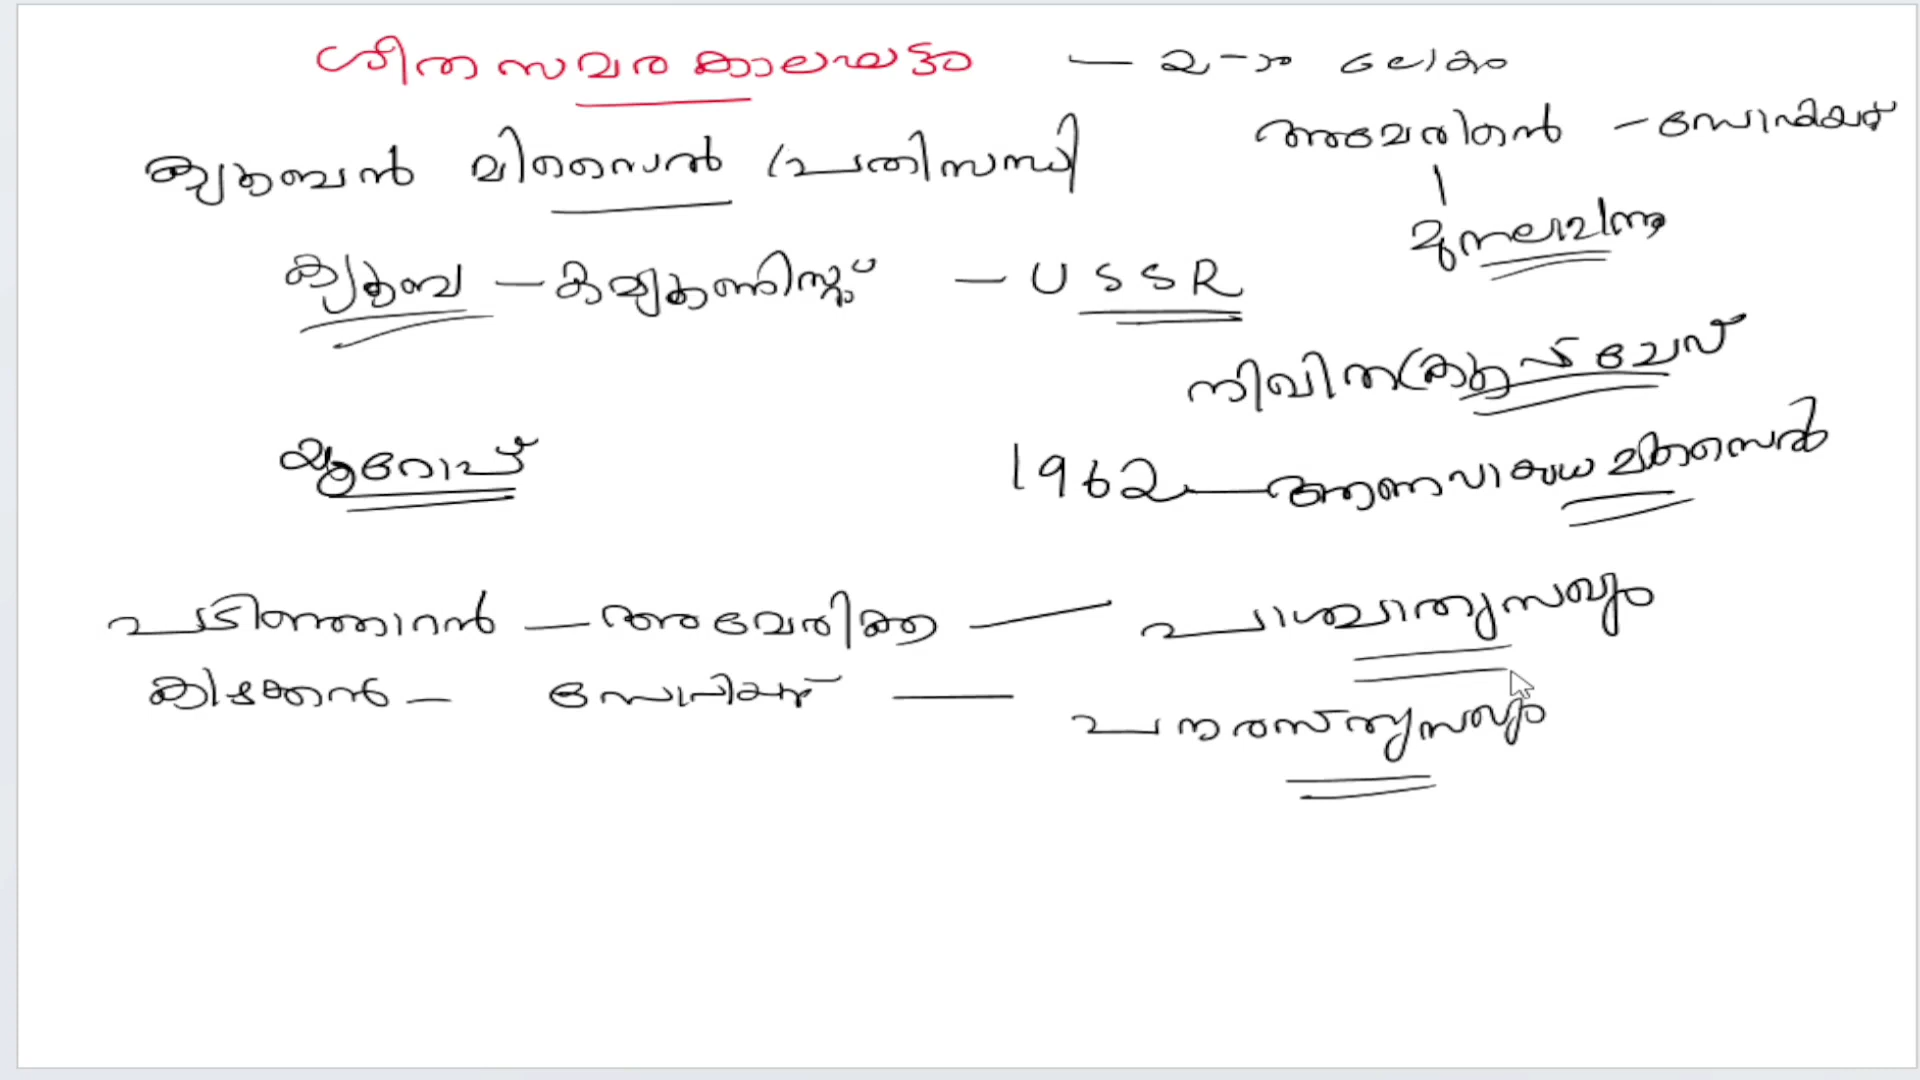 ശീതസമര കാലഘട്ടം - 2-ാം ലോകം
ക്യൂബൻ മിസൈൽ പ്രതിസന്ധി
അമേരിക്കൻ - സോവിയറ്റ്
ക്യൂബ - കമ്യൂണിസ്റ്റ് - USSR
നിഖിത ക്രൂഷ്ചേവ്
യൂറോപ്പ്
1962 - ആണവായുധ മിസൈൽ
പടിഞ്ഞാറൻ - അമേരിക്ക - പാശ്ചാത്യസഖ്യം
കിഴക്കൻ - സോവിയറ്റ് - പൗരസ്ത്യസഖ്യം